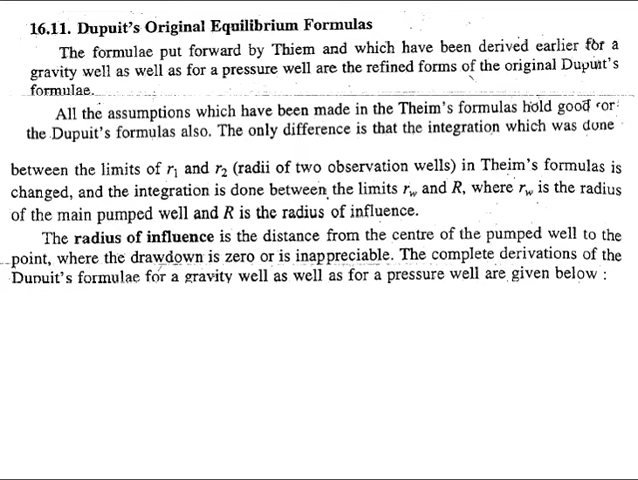 16.11. Dupuit's Original Equilibrium Formulas
The formulae put forward by Thiem and which have been derived earlier for a
gravity well as well as for a pressure well are the refined forms of the original Dupuit's
formulae.
All the assumptions which have been made in the Theim's formulas hold good for
the Dupuit's formulas also. The only difference is that the integration which was done
between the limits of r₁ and r₂ (radii of two observation wells) in Theim's formulas is
changed, and the integration is done between the limits r_w and R, where r_w is the radius
of the main pumped well and R is the radius of influence.
The radius of influence is the distance from the centre of the pumped well to the
point, where the drawdown is zero or is inappreciable. The complete derivations of the
Dupuit's formulae for a gravity well as well as for a pressure well are given below :